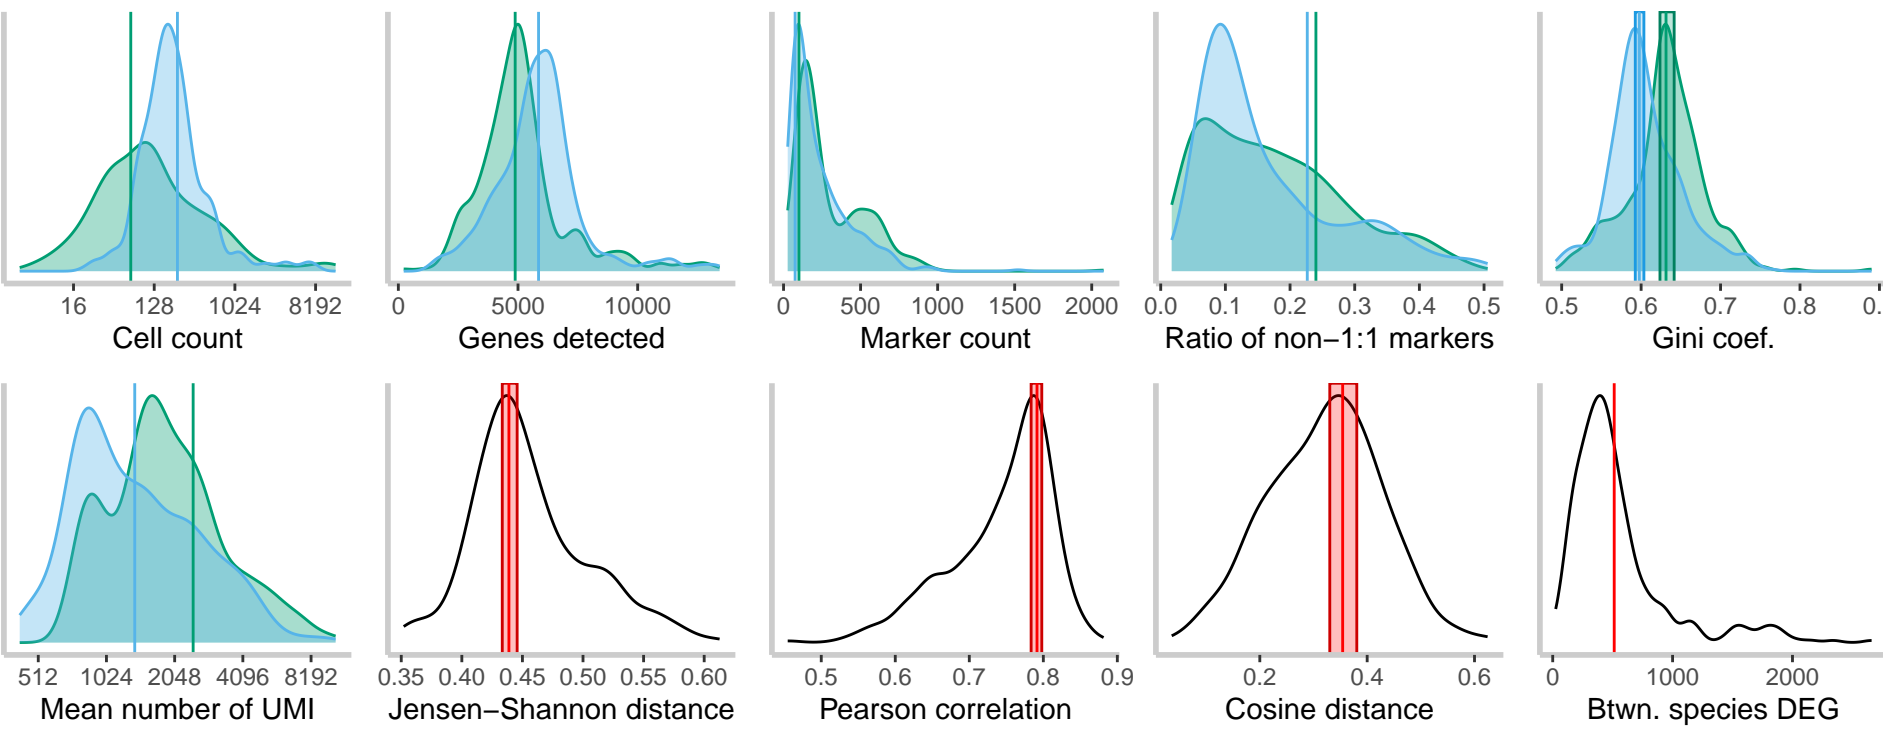 16 128 1024 8192
Cell count
0 5000 10000
Genes detected
0 500 1000 1500 2000
Marker count
0.0 0.1 0.2 0.3 0.4 0.5
Ratio of non−1:1 markers
0.5 0.6 0.7 0.8 0.
Gini coef.
512 1024 2048 4096 8192
Mean number of UMI
0.35 0.40 0.45 0.50 0.55 0.60
Jensen−Shannon distance
0.5 0.6 0.7 0.8 0.9
Pearson correlation
0.2 0.4 0.6
Cosine distance
0 1000 2000
Btwn. species DEG